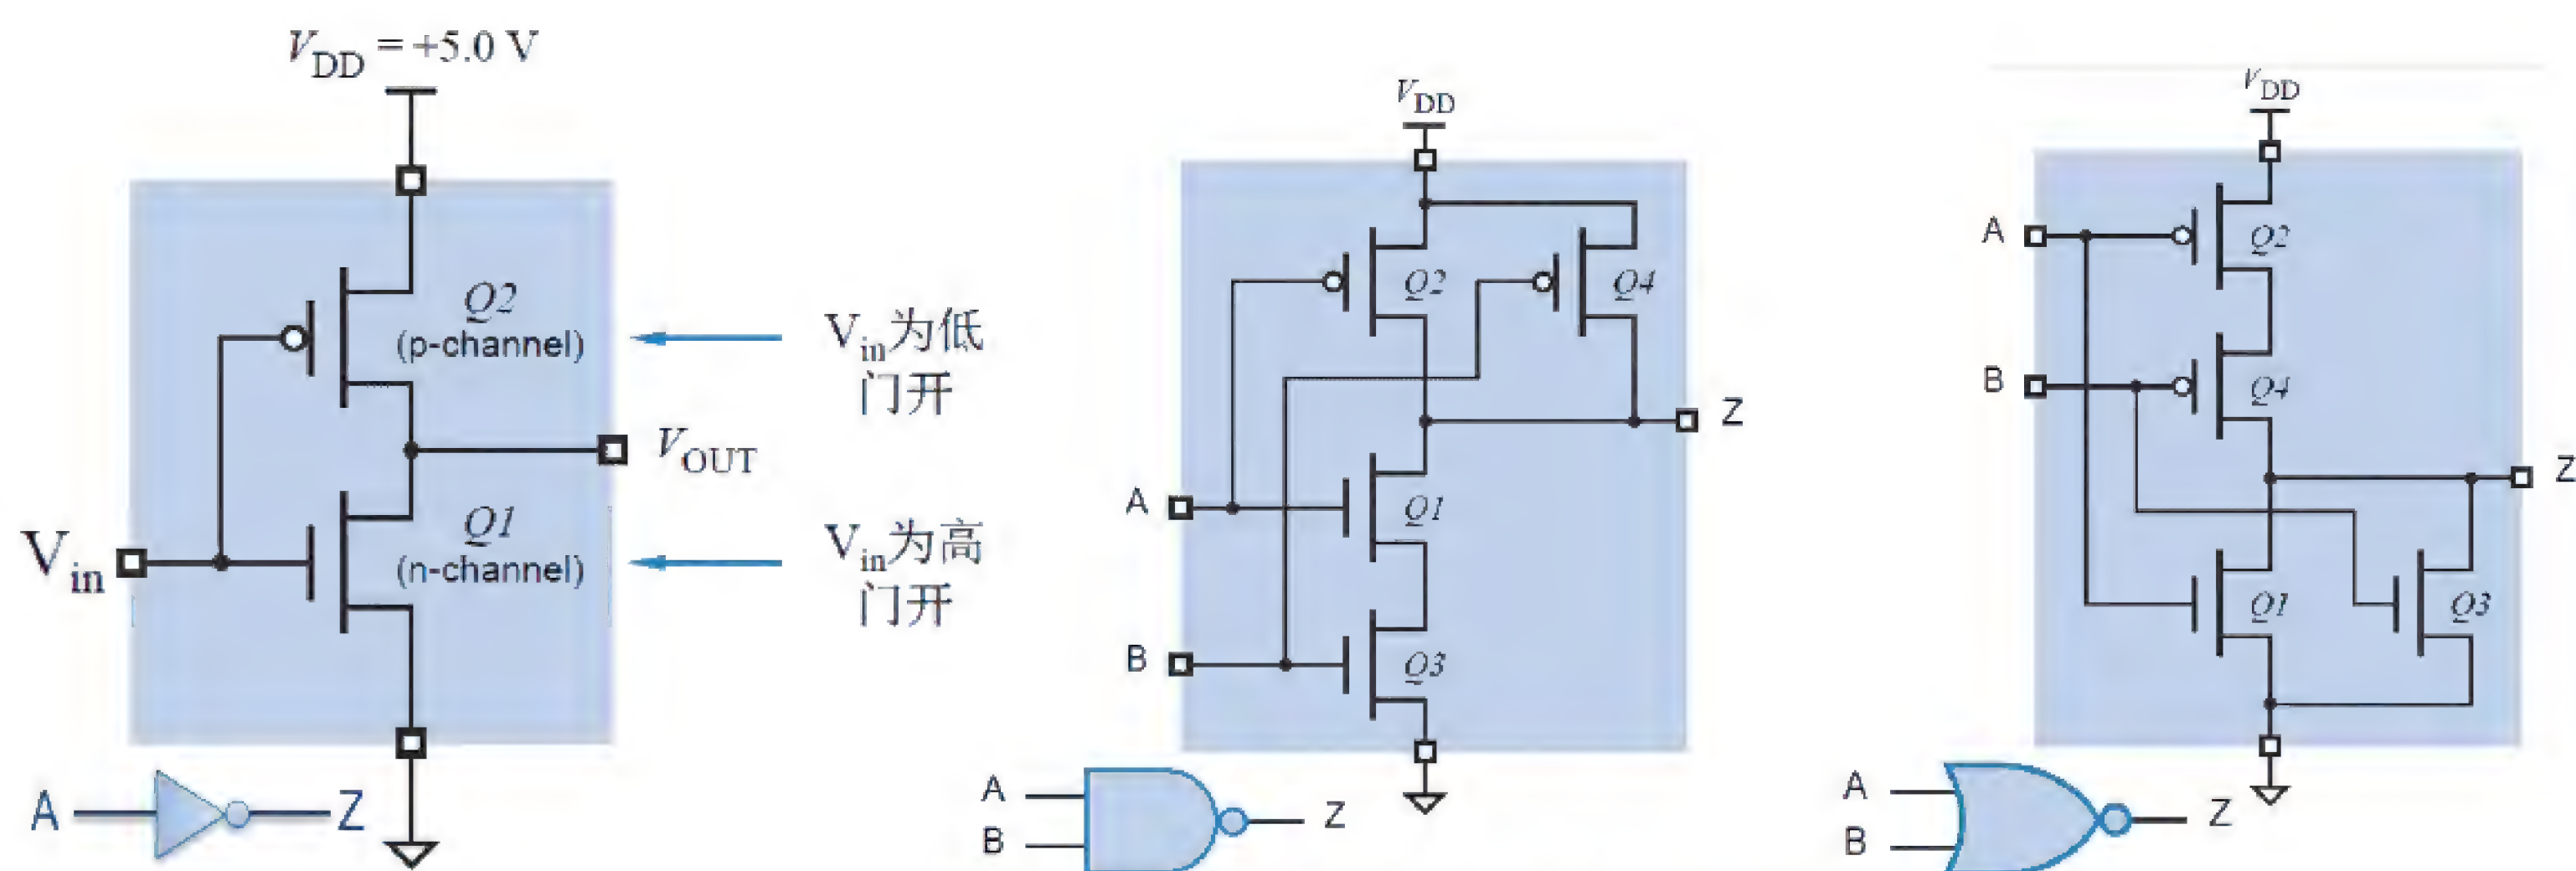 VDD = +5.0 V
Q2
(p-channel)
Vin为低
门开
VOUT
Q1
(n-channel)
Vin为高
门开
Vin
A
Z
VDD
Q2
Q4
Z
A
Q1
B
Q3
A
B
Z
VDD
A
Q2
B
Q4
Z
Q1
Q3
A
B
Z